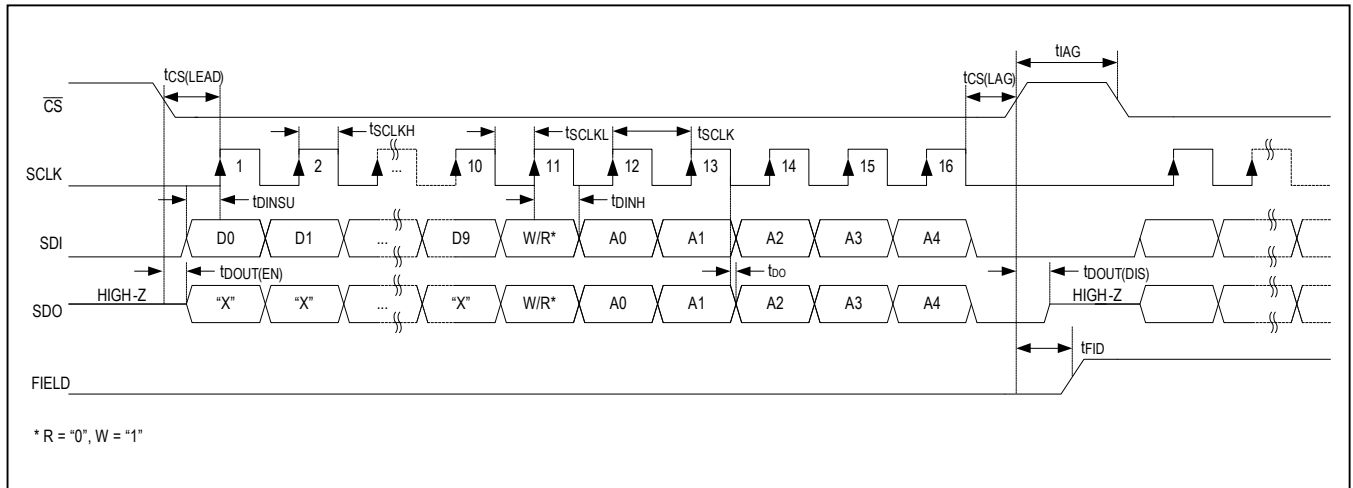 tCS(LEAD) tCS(LAG) tIAG
CS
tSCLKH tSCLKL tSCLK
SCLK 1 2 ... 10 11 12 13 14 15 16
tDINSU tDINH
SDI D0 D1 ... D9 W/R* A0 A1 A2 A3 A4
tDOUT(EN) tDO tDOUT(DIS)
HIGH-Z HIGH-Z
SDO "X" "X" ... "X" W/R* A0 A1 A2 A3 A4
tFID
FIELD
* R = "0", W = "1"